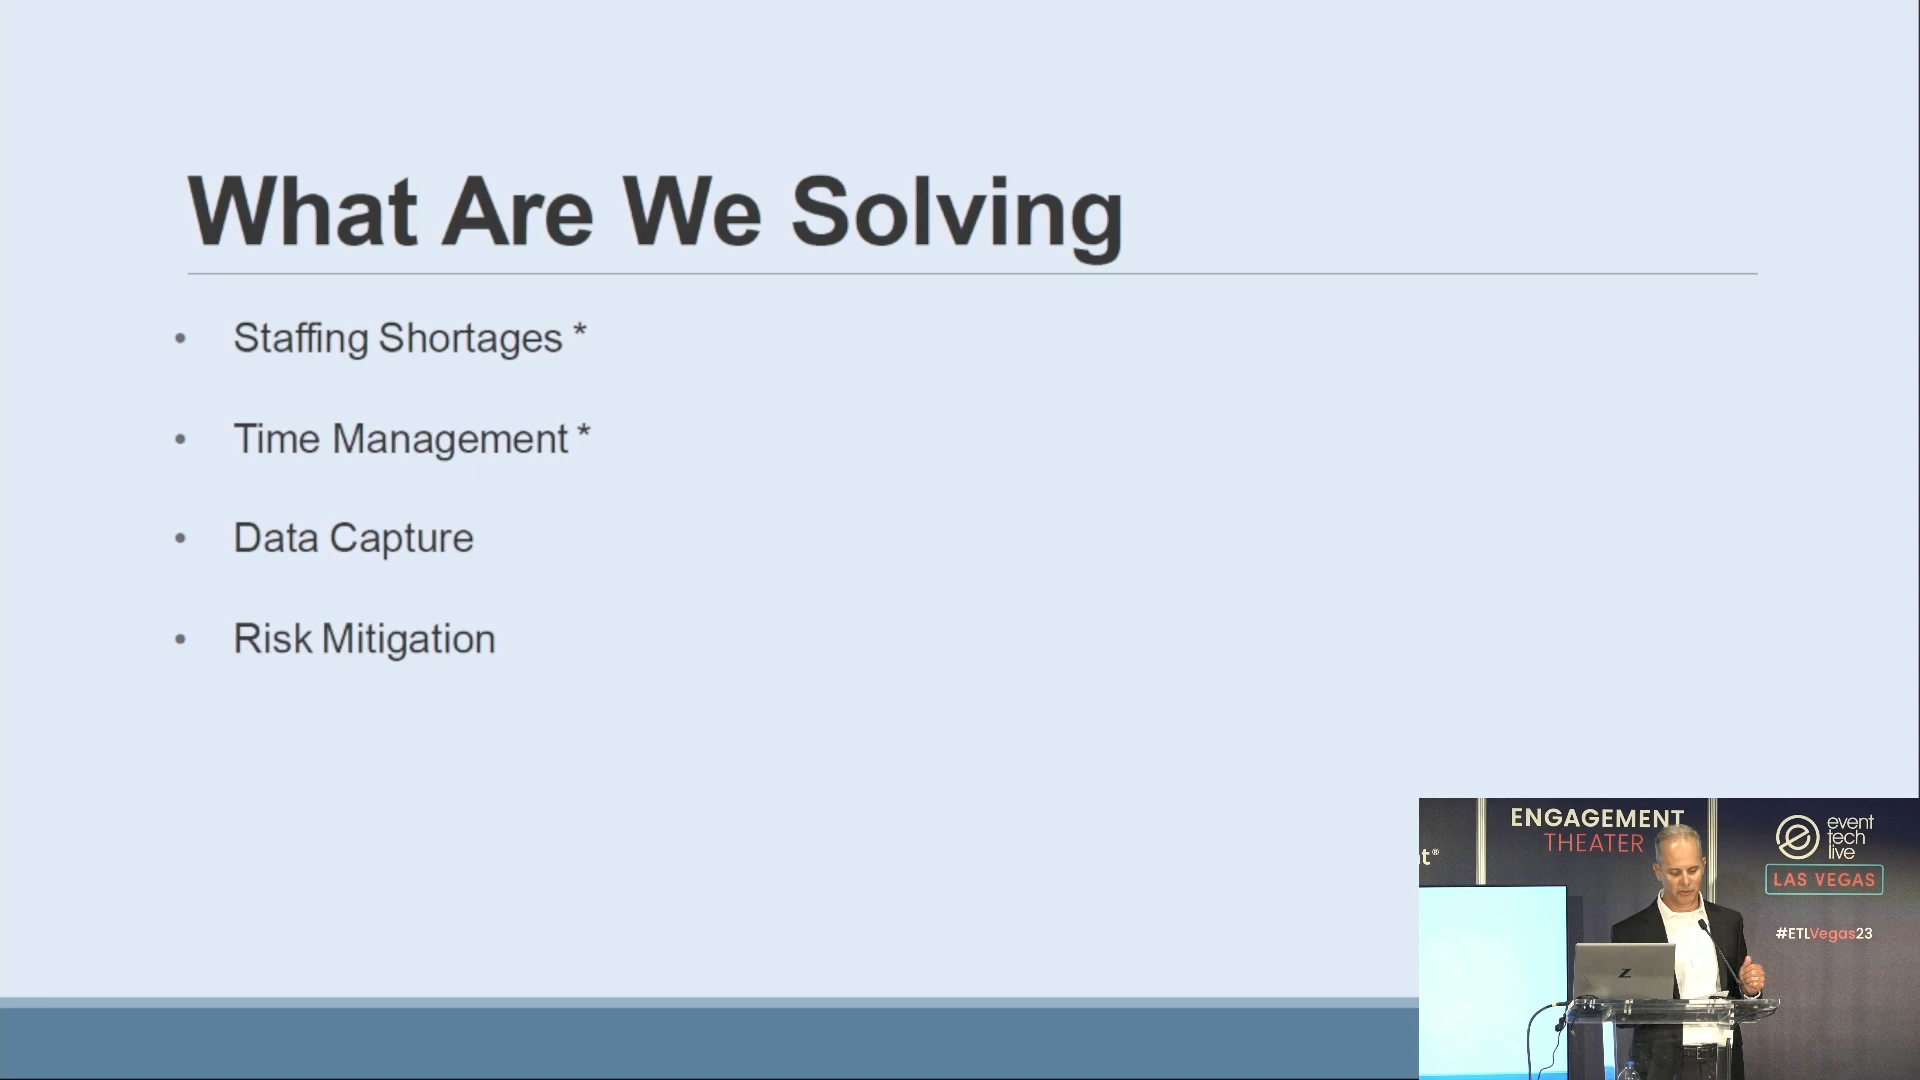 What Are We Solving
• Staffing Shortages *
• Time Management *
• Data Capture
• Risk Mitigation
ENGAGEMENT
THEATER
t®
event
tech
live
LAS VEGAS
#ETLVegas23
Z